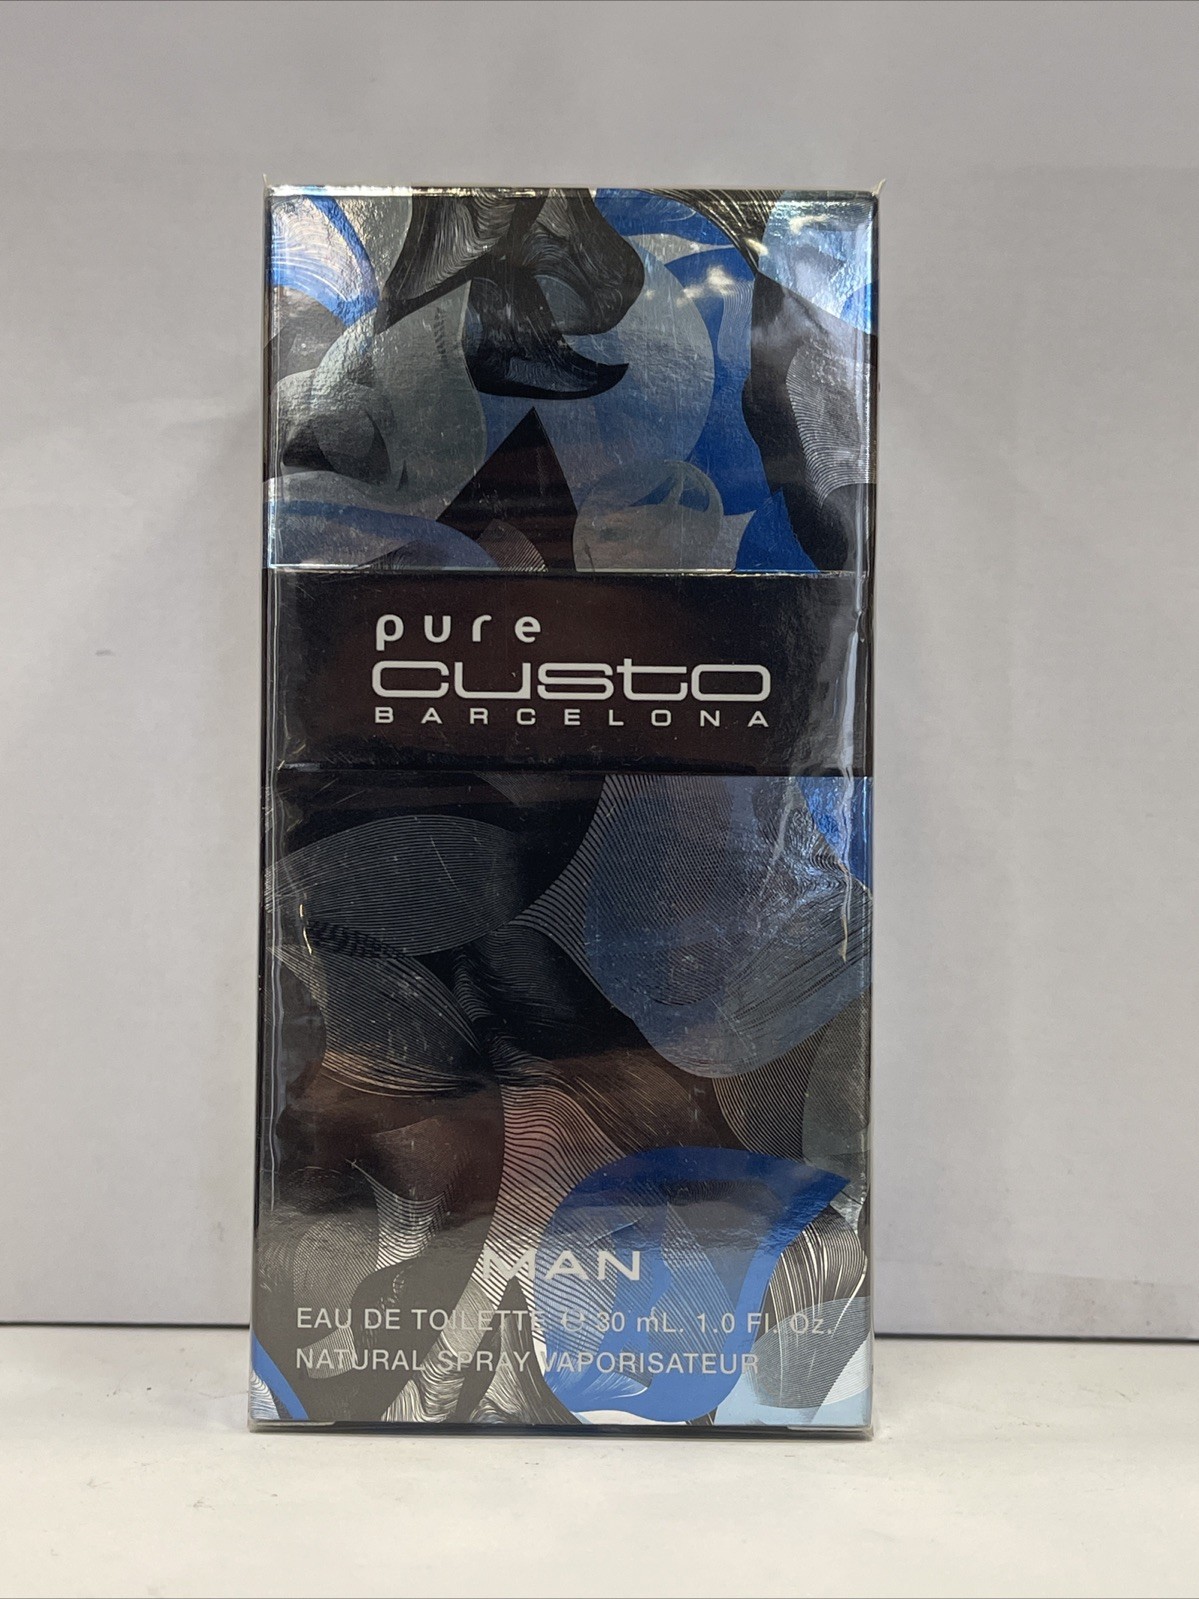 pure
custo
BARCELONA
MAN
EAU DE TOILETTE ℮ 30 mL. 1.0 Fl. Oz.
NATURAL SPRAY VAPORISATEUR